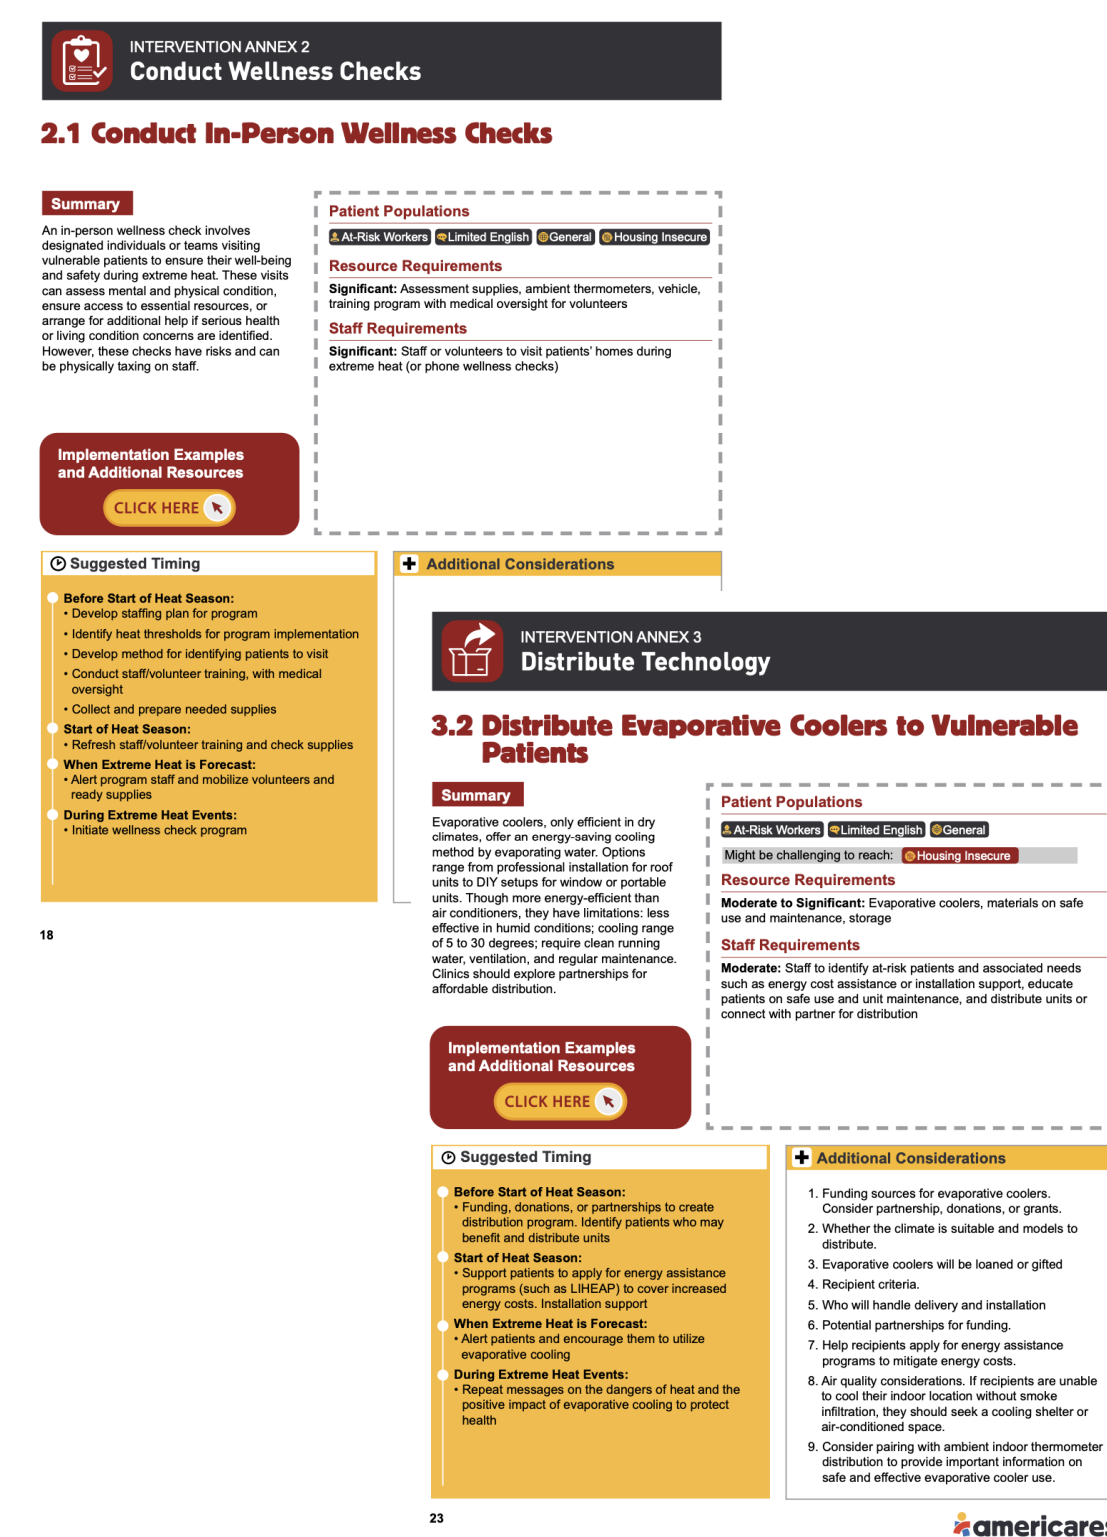 INTERVENTION ANNEX 2
Conduct Wellness Checks
2.1 Conduct In-Person Wellness Checks
Summary
An in-person wellness check involves
designated individuals or teams visiting
vulnerable patients to ensure their well-being
and safety during extreme heat. These visits
can assess mental and physical condition,
ensure access to essential resources, or
arrange for additional help if serious health
or living condition concerns are identified.
However, these checks have risks and can
be physically taxing on staff.
Implementation Examples
and Additional Resources
CLICK HERE
Patient Populations
At-Risk Workers Limited English General Housing Insecure
Resource Requirements
Significant: Assessment supplies, ambient thermometers, vehicle,
training program with medical oversight for volunteers
Staff Requirements
Significant: Staff or volunteers to visit patients' homes during
extreme heat (or phone wellness checks)
Suggested Timing
Before Start of Heat Season:
• Develop staffing plan for program
• Identify heat thresholds for program implementation
• Develop method for identifying patients to visit
• Conduct staff/volunteer training, with medical
oversight
• Collect and prepare needed supplies
Start of Heat Season:
• Refresh staff/volunteer training and check supplies
When Extreme Heat is Forecast:
• Alert program staff and mobilize volunteers and
ready supplies
During Extreme Heat Events:
• Initiate wellness check program
Additional Considerations
18
INTERVENTION ANNEX 3
Distribute Technology
3.2 Distribute Evaporative Coolers to Vulnerable
Patients
Summary
Evaporative coolers, only efficient in dry
climates, offer an energy-saving cooling
method by evaporating water. Options
range from professional installation for roof
units to DIY setups for window or portable
units. Though more energy-efficient than
air conditioners, they have limitations: less
effective in humid conditions; cooling range
of 5 to 30 degrees; require clean running
water, ventilation, and regular maintenance.
Clinics should explore partnerships for
affordable distribution.
Implementation Examples
and Additional Resources
CLICK HERE
Patient Populations
At-Risk Workers Limited English General
Might be challenging to reach: Housing Insecure
Resource Requirements
Moderate to Significant: Evaporative coolers, materials on safe
use and maintenance, storage
Staff Requirements
Moderate: Staff to identify at-risk patients and associated needs
such as energy cost assistance or installation support, educate
patients on safe use and unit maintenance, and distribute units or
connect with partner for distribution
Suggested Timing
Before Start of Heat Season:
• Funding, donations, or partnerships to create
distribution program. Identify patients who may
benefit and distribute units
Start of Heat Season:
• Support patients to apply for energy assistance
programs (such as LIHEAP) to cover increased
energy costs. Installation support
When Extreme Heat is Forecast:
• Alert patients and encourage them to utilize
evaporative cooling
During Extreme Heat Events:
• Repeat messages on the dangers of heat and the
positive impact of evaporative cooling to protect
health
Additional Considerations
1. Funding sources for evaporative coolers.
Consider partnership, donations, or grants.
2. Whether the climate is suitable and models to
distribute.
3. Evaporative coolers will be loaned or gifted
4. Recipient criteria.
5. Who will handle delivery and installation
6. Potential partnerships for funding.
7. Help recipients apply for energy assistance
programs to mitigate energy costs.
8. Air quality considerations. If recipients are unable
to cool their indoor location without smoke
infiltration, they should seek a cooling shelter or
air-conditioned space.
9. Consider pairing with ambient indoor thermometer
distribution to provide important information on
safe and effective evaporative cooler use.
23
americares